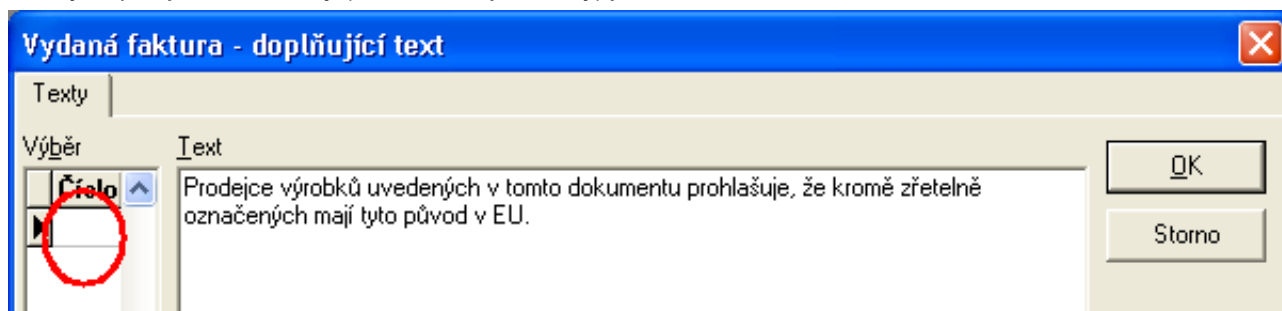 Vydaná faktura - doplňující text
Texty
Výběr
Text
Číslo
Prodejce výrobků uvedených v tomto dokumentu prohlašuje, že kromě zřetelně
označených mají tyto původ v EU.
OK
Storno